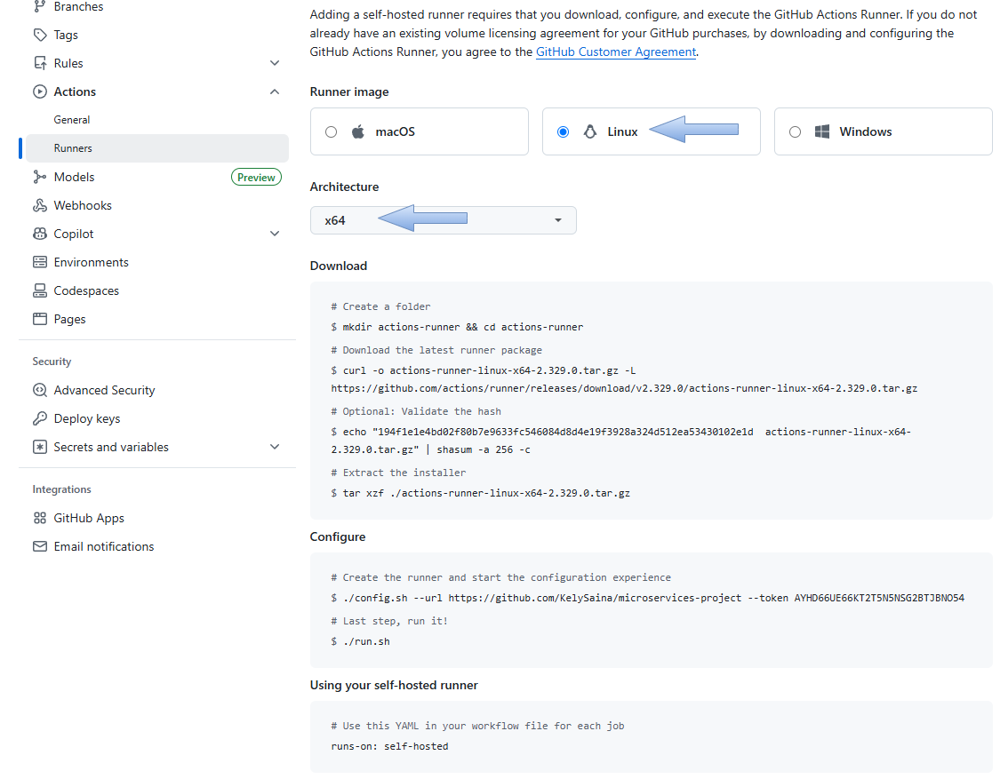 Branches
Tags
Rules
Actions
General
Runners
Models Preview
Webhooks
Copilot
Environments
Codespaces
Pages
Security
Advanced Security
Deploy keys
Secrets and variables
Integrations
GitHub Apps
Email notifications
Adding a self-hosted runner requires that you download, configure, and execute the GitHub Actions Runner. If you do not
already have an existing volume licensing agreement for your GitHub purchases, by downloading and configuring the
GitHub Actions Runner, you agree to the GitHub Customer Agreement.
Runner image
macOS
Linux
Windows
Architecture
x64
Download
# Create a folder
$ mkdir actions-runner && cd actions-runner
# Download the latest runner package
$ curl -o actions-runner-linux-x64-2.329.0.tar.gz -L
https://github.com/actions/runner/releases/download/v2.329.0/actions-runner-linux-x64-2.329.0.tar.gz
# Optional: Validate the hash
$ echo "194f1e1e4bd02f80b7e9633fc546084d8d4e19f3928a324d512ea53430102e1d  actions-runner-linux-x64-
2.329.0.tar.gz" | shasum -a 256 -c
# Extract the installer
$ tar xzf ./actions-runner-linux-x64-2.329.0.tar.gz
Configure
# Create the runner and start the configuration experience
$ ./config.sh --url https://github.com/KelySaina/microservices-project --token AYHD66UE66KT2T5N5NSG2BTJBNO54
# Last step, run it!
$ ./run.sh
Using your self-hosted runner
# Use this YAML in your workflow file for each job
runs-on: self-hosted